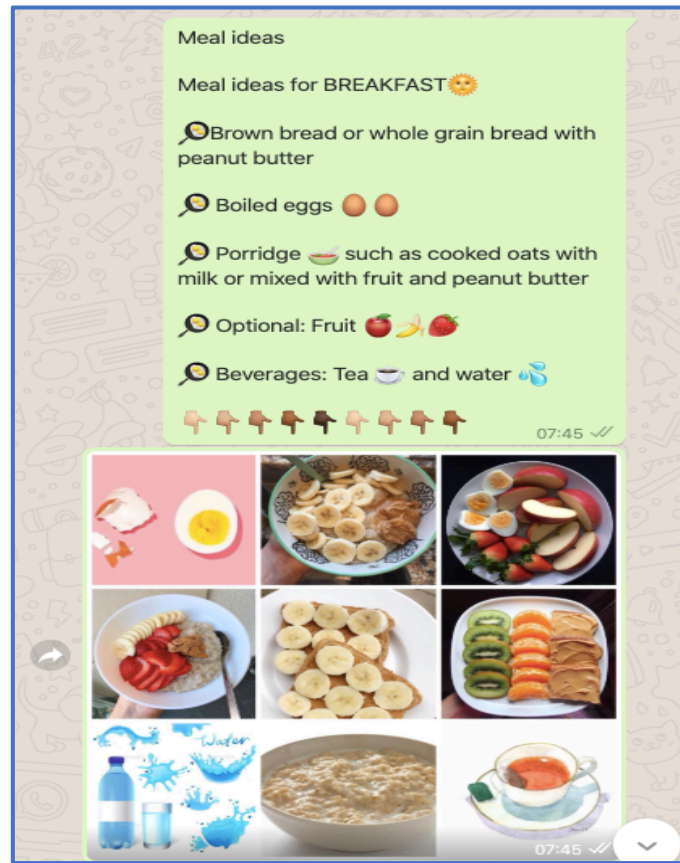 Meal ideas
Meal ideas for BREAKFAST🌞
🍳Brown bread or whole grain bread with
peanut butter
🍳 Boiled eggs 🥚 🥚
🍳 Porridge 🥣 such as cooked oats with
milk or mixed with fruit and peanut butter
🍳 Optional: Fruit 🍎🍌🍓
🍳 Beverages: Tea ☕ and water 💦
👇🏻👇🏼👇🏽👇🏾👇🏿👇🏻👇🏼👇🏽👇🏾
07:45
Water
07:45